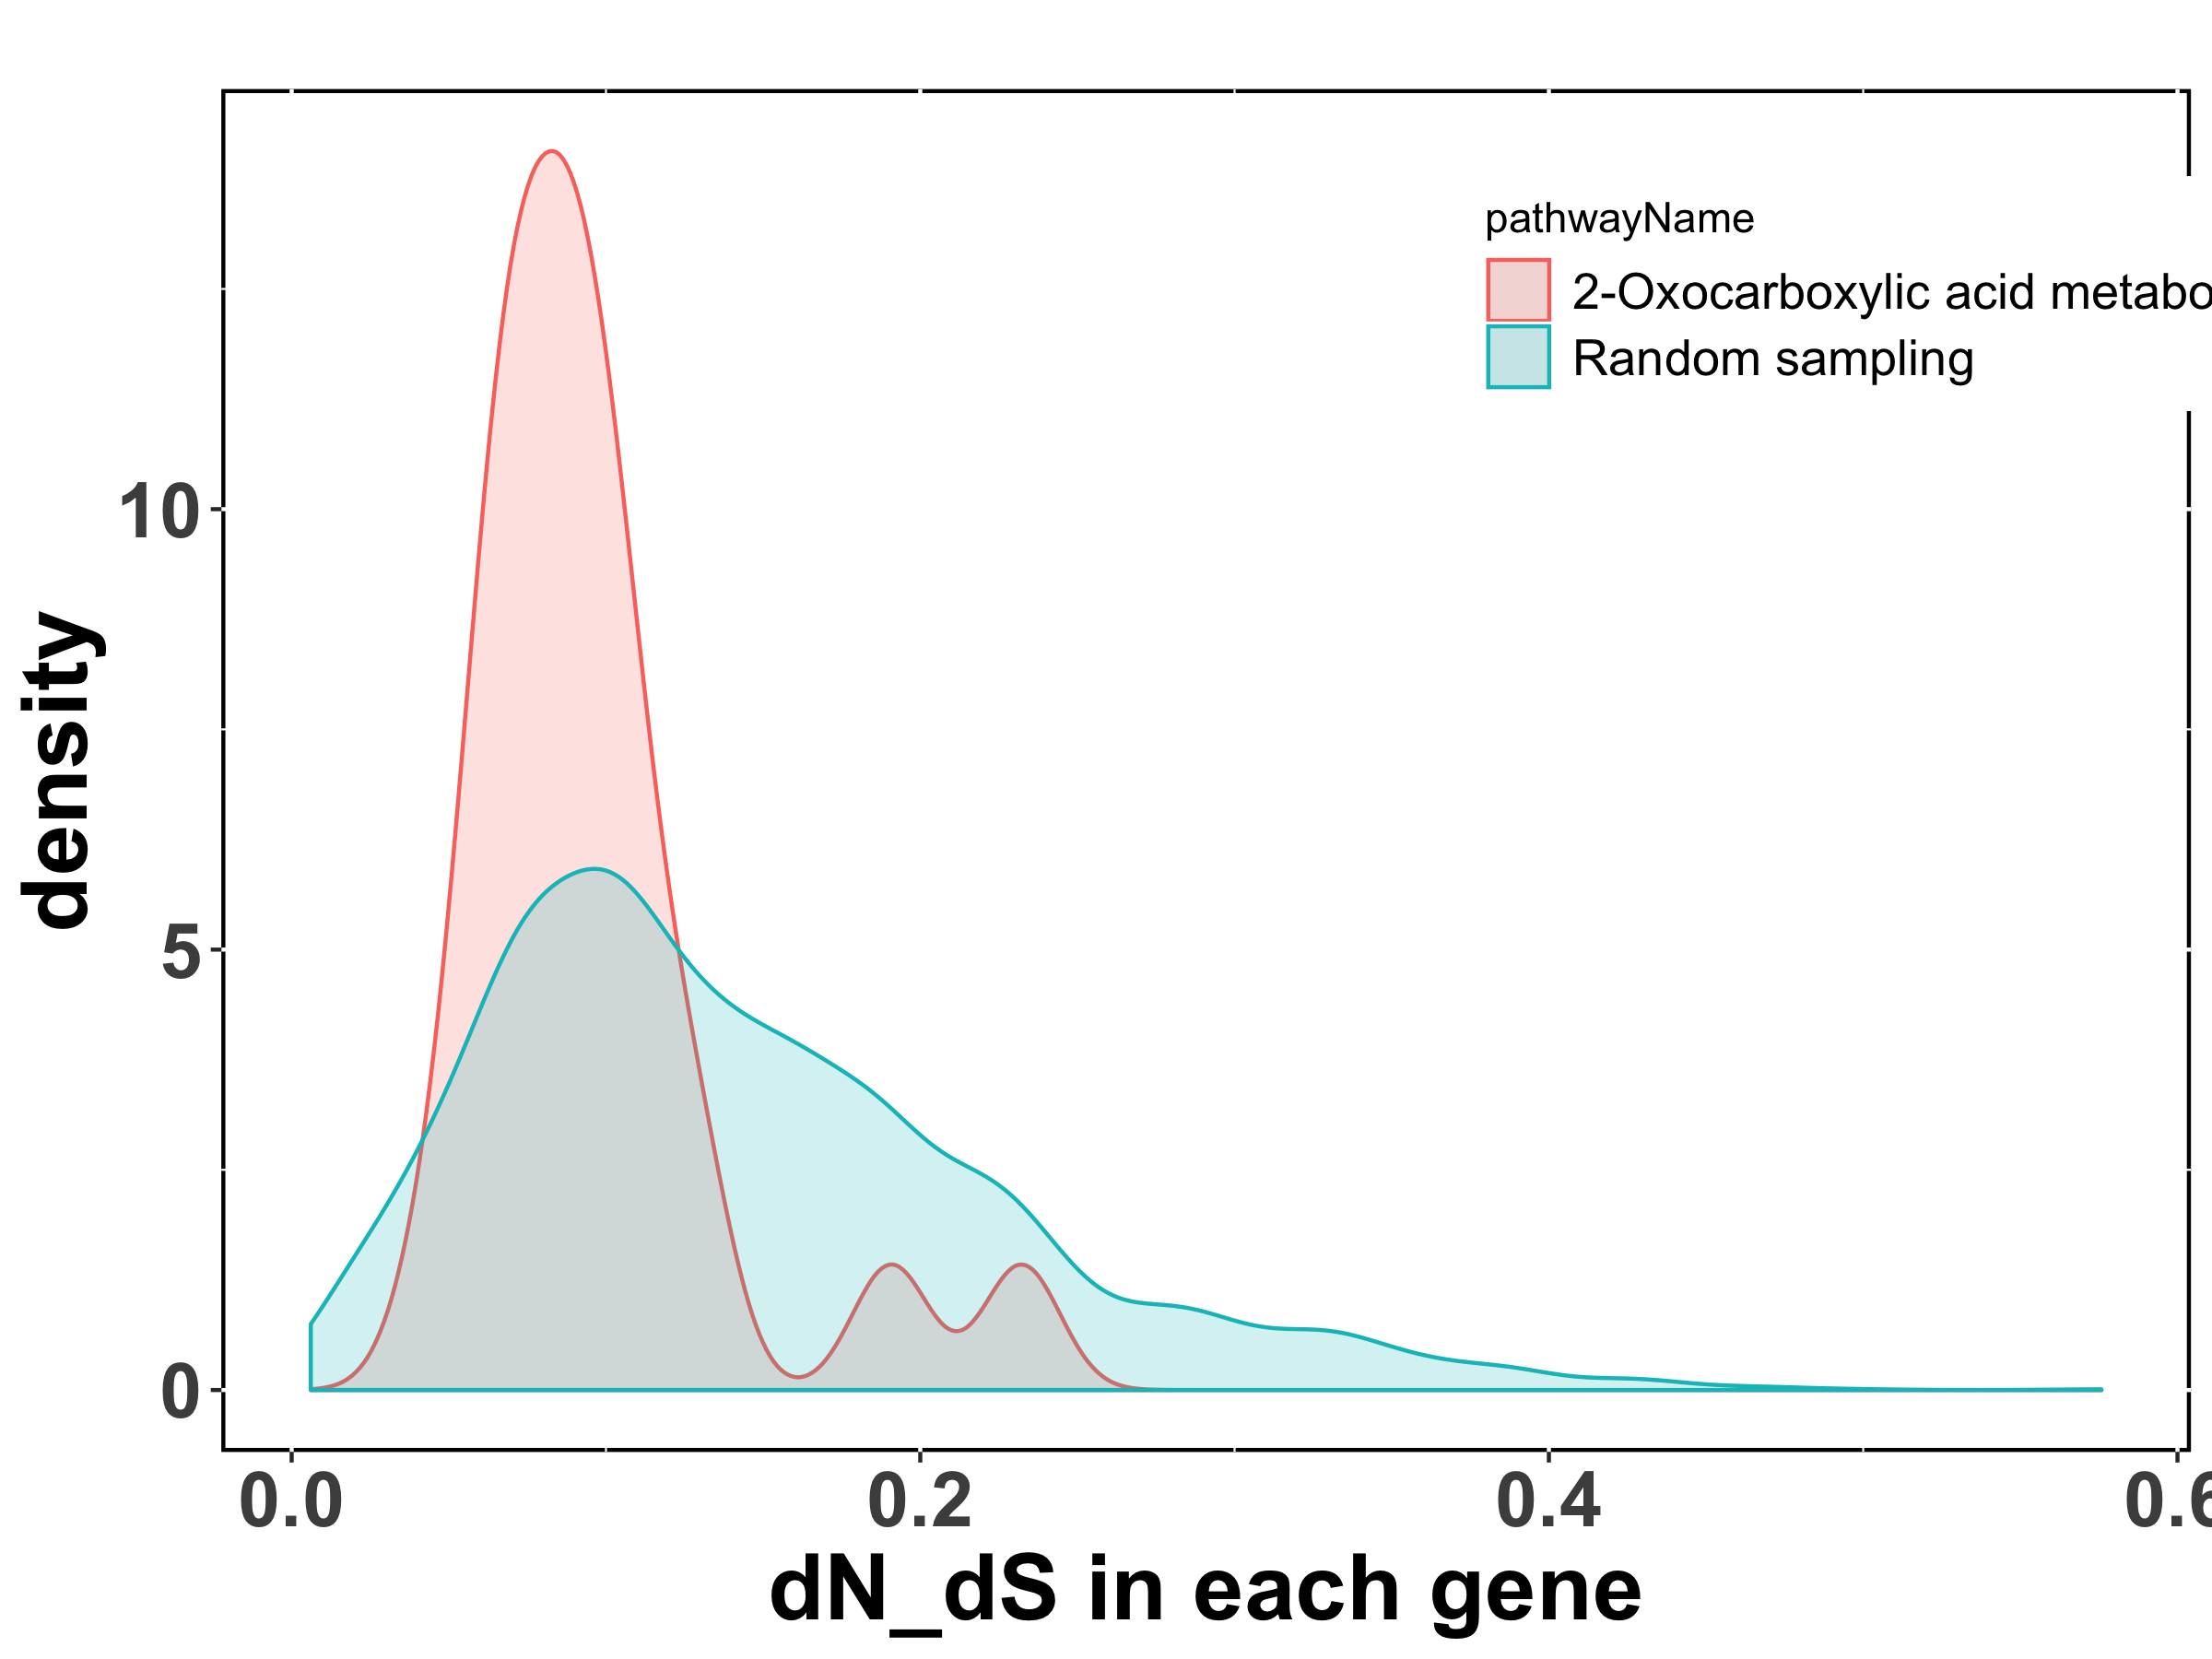 pathwayName
2-Oxocarboxylic acid metabo
Random sampling
10
5
0
density
0.0 0.2 0.4 0.6
dN_dS in each gene